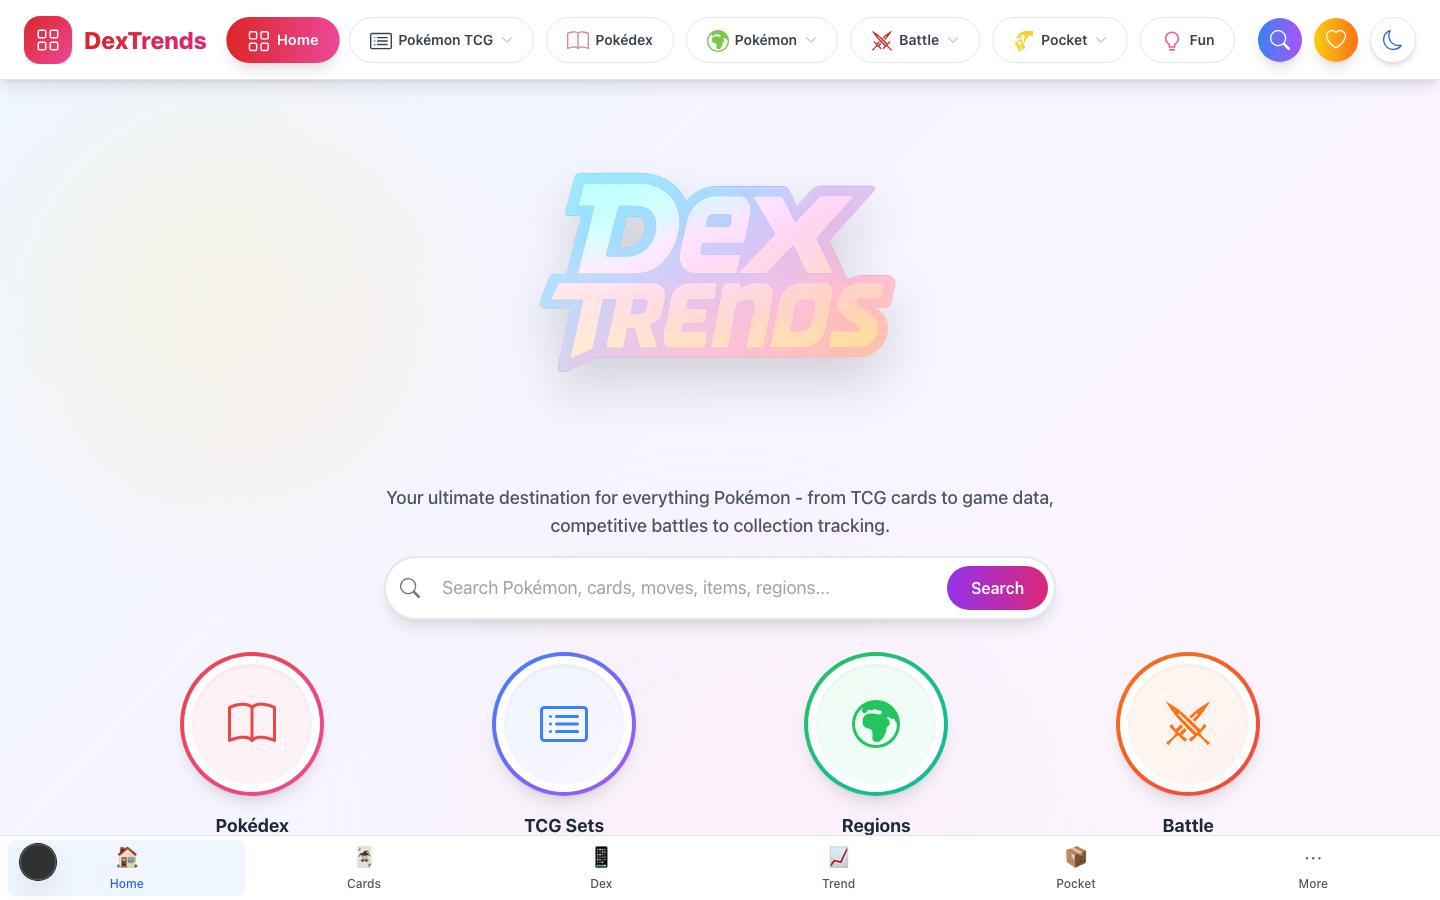 DexTrends
Home
Pokémon TCG
Pokédex
Pokémon
Battle
Pocket
Fun
Dex
Trends
Your ultimate destination for everything Pokémon - from TCG cards to game data,
competitive battles to collection tracking.
Search Pokémon, cards, moves, items, regions...
Search
Pokédex
TCG Sets
Regions
Battle
Home
Cards
Dex
Trend
Pocket
More